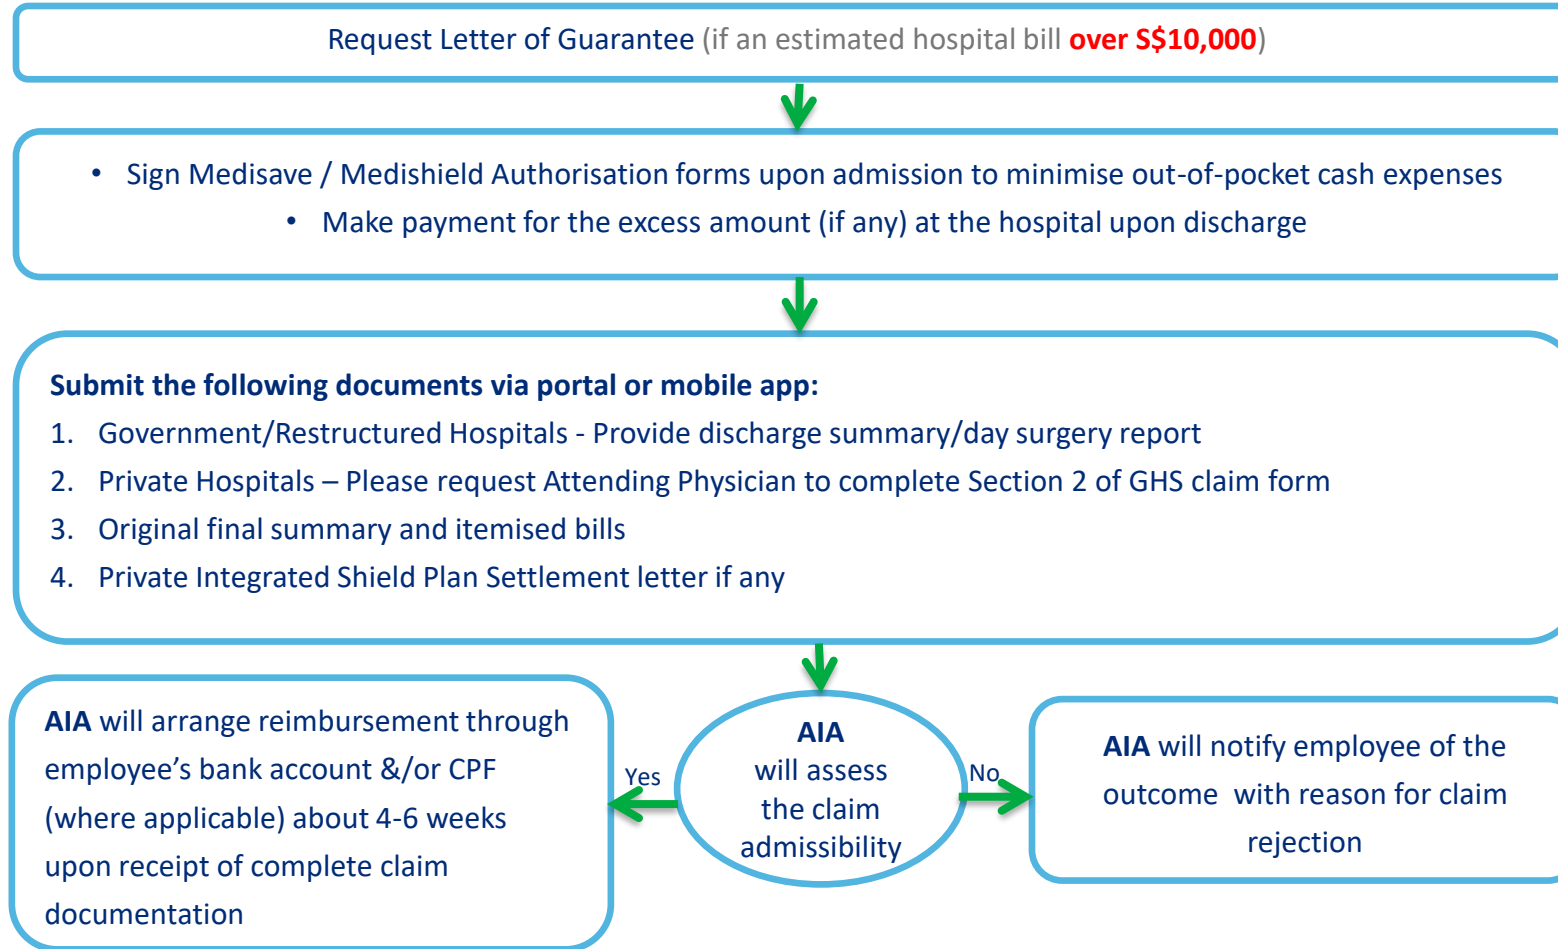 Request Letter of Guarantee (if an estimated hospital bill over S$10,000)
• Sign Medisave / Medishield Authorisation forms upon admission to minimise out-of-pocket cash expenses
• Make payment for the excess amount (if any) at the hospital upon discharge
Submit the following documents via portal or mobile app:
1. Government/Restructured Hospitals - Provide discharge summary/day surgery report
2. Private Hospitals – Please request Attending Physician to complete Section 2 of GHS claim form
3. Original final summary and itemised bills
4. Private Integrated Shield Plan Settlement letter if any
AIA will arrange reimbursement through
employee's bank account &/or CPF
(where applicable) about 4-6 weeks
upon receipt of complete claim
documentation
Yes
AIA
will assess
the claim
admissibility
No
AIA will notify employee of the
outcome with reason for claim
rejection